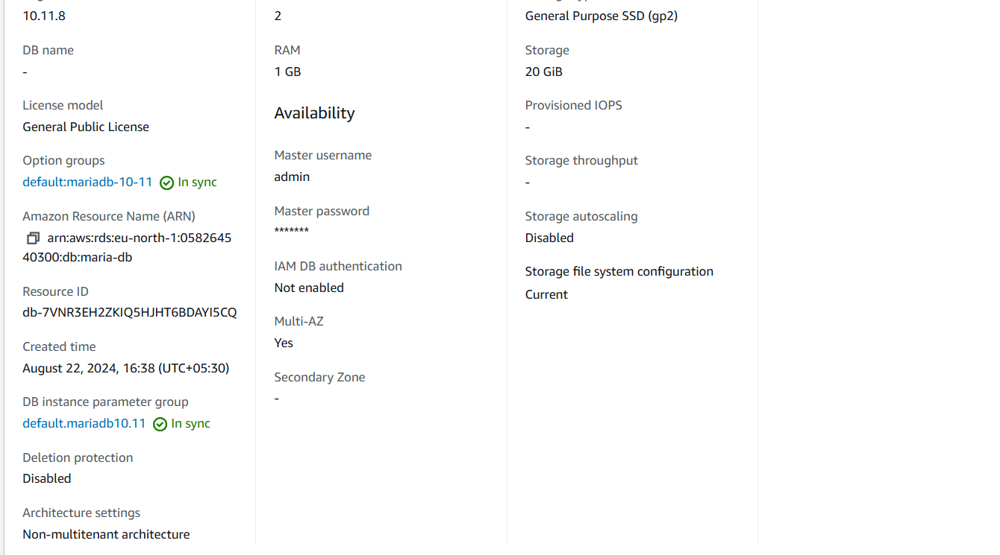 10.11.8
DB name
-
License model
General Public License
Option groups
default:mariadb-10-11 In sync
Amazon Resource Name (ARN)
arn:aws:rds:eu-north-1:0582645
40300:db:maria-db
Resource ID
db-7VNR3EH2ZKIQ5HJHT6BDAYI5CQ
Created time
August 22, 2024, 16:38 (UTC+05:30)
DB instance parameter group
default.mariadb10.11 In sync
Deletion protection
Disabled
Architecture settings
Non-multitenant architecture
2
RAM
1 GB
Availability
Master username
admin
Master password
*******
IAM DB authentication
Not enabled
Multi-AZ
Yes
Secondary Zone
-
General Purpose SSD (gp2)
Storage
20 GiB
Provisioned IOPS
-
Storage throughput
-
Storage autoscaling
Disabled
Storage file system configuration
Current